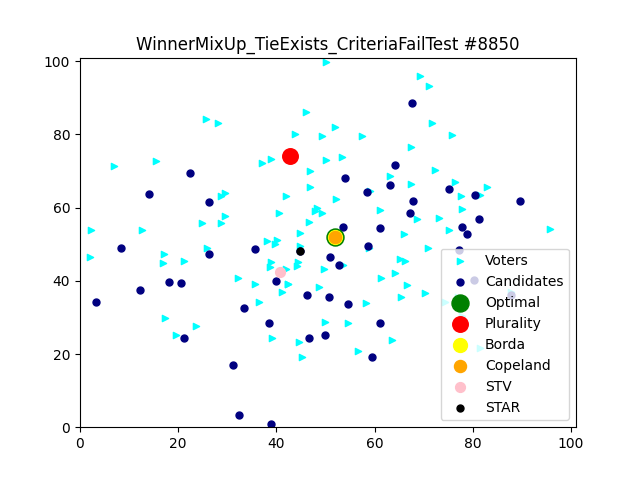 WinnerMixUp_TieExists_CriteriaFailTest #8850
100
80
60
40
20
0
0 20 40 60 80 100
Voters
Candidates
Optimal
Plurality
Borda
Copeland
STV
STAR